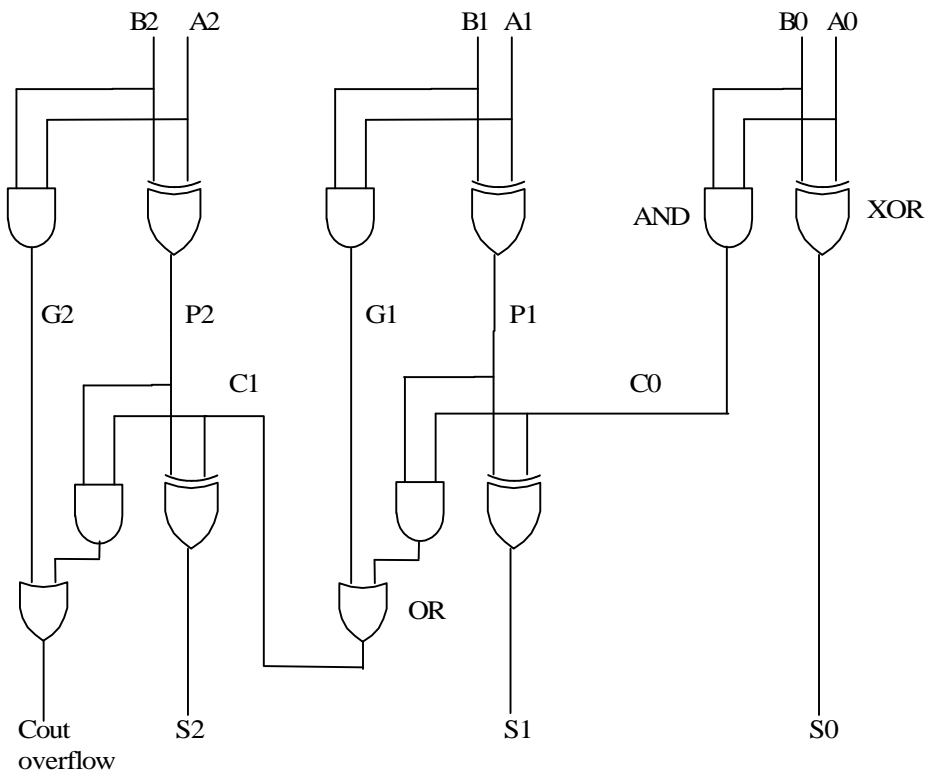 B2 A2 B1 A1 B0 A0
AND XOR
G2 P2 G1 P1
C1 C0
OR
Cout S2 S1 S0
overflow